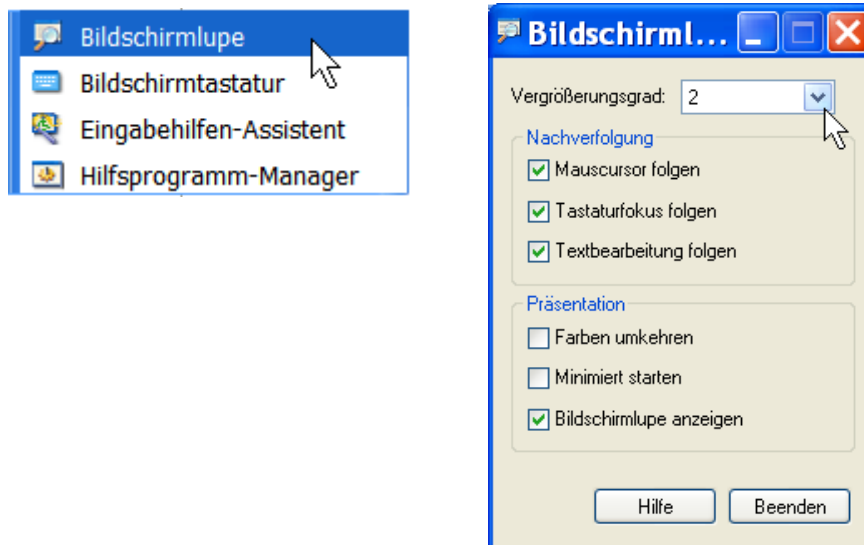 Bildschirmlupe
Bildschirmtastatur
Eingabehilfen-Assistent
Hilfsprogramm-Manager
Bildschirml...
Vergrößerungsgrad: 2
Nachverfolgung
Mauscursor folgen
Tastaturfokus folgen
Textbearbeitung folgen
Präsentation
Farben umkehren
Minimiert starten
Bildschirmlupe anzeigen
Hilfe Beenden